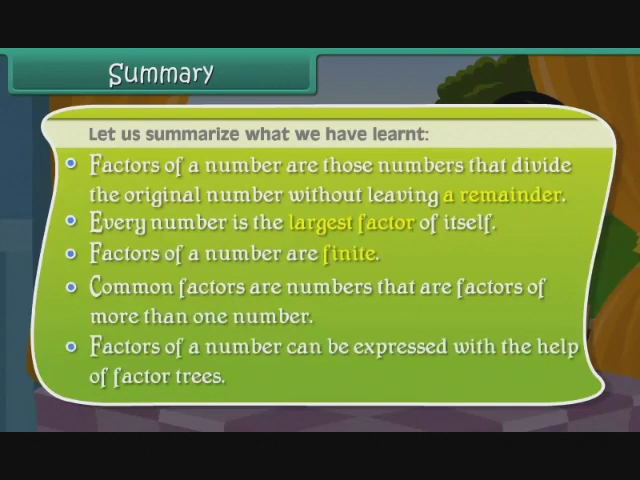 Summary
Let us summarize what we have learnt:
Factors of a number are those numbers that divide
the original number without leaving a remainder.
Every number is the largest factor of itself.
Factors of a number are finite.
Common factors are numbers that are factors of
more than one number.
Factors of a number can be expressed with the help
of factor trees.